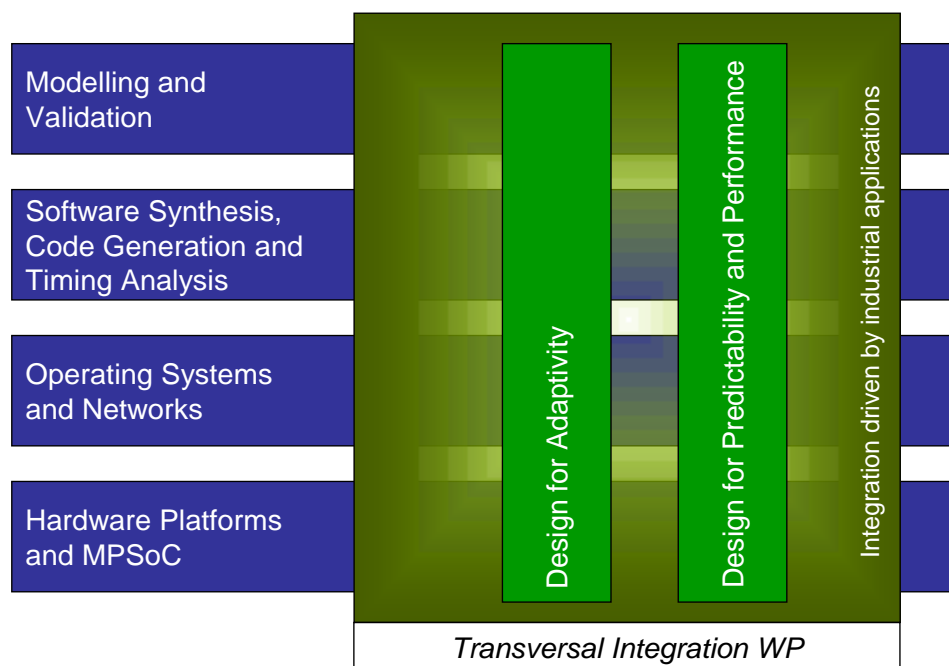 Modelling and
Validation
Software Synthesis,
Code Generation and
Timing Analysis
Operating Systems
and Networks
Hardware Platforms
and MPSoC
Design for Adaptivity
Design for Predictability and Performance
Integration driven by industrial applications
Transversal Integration WP